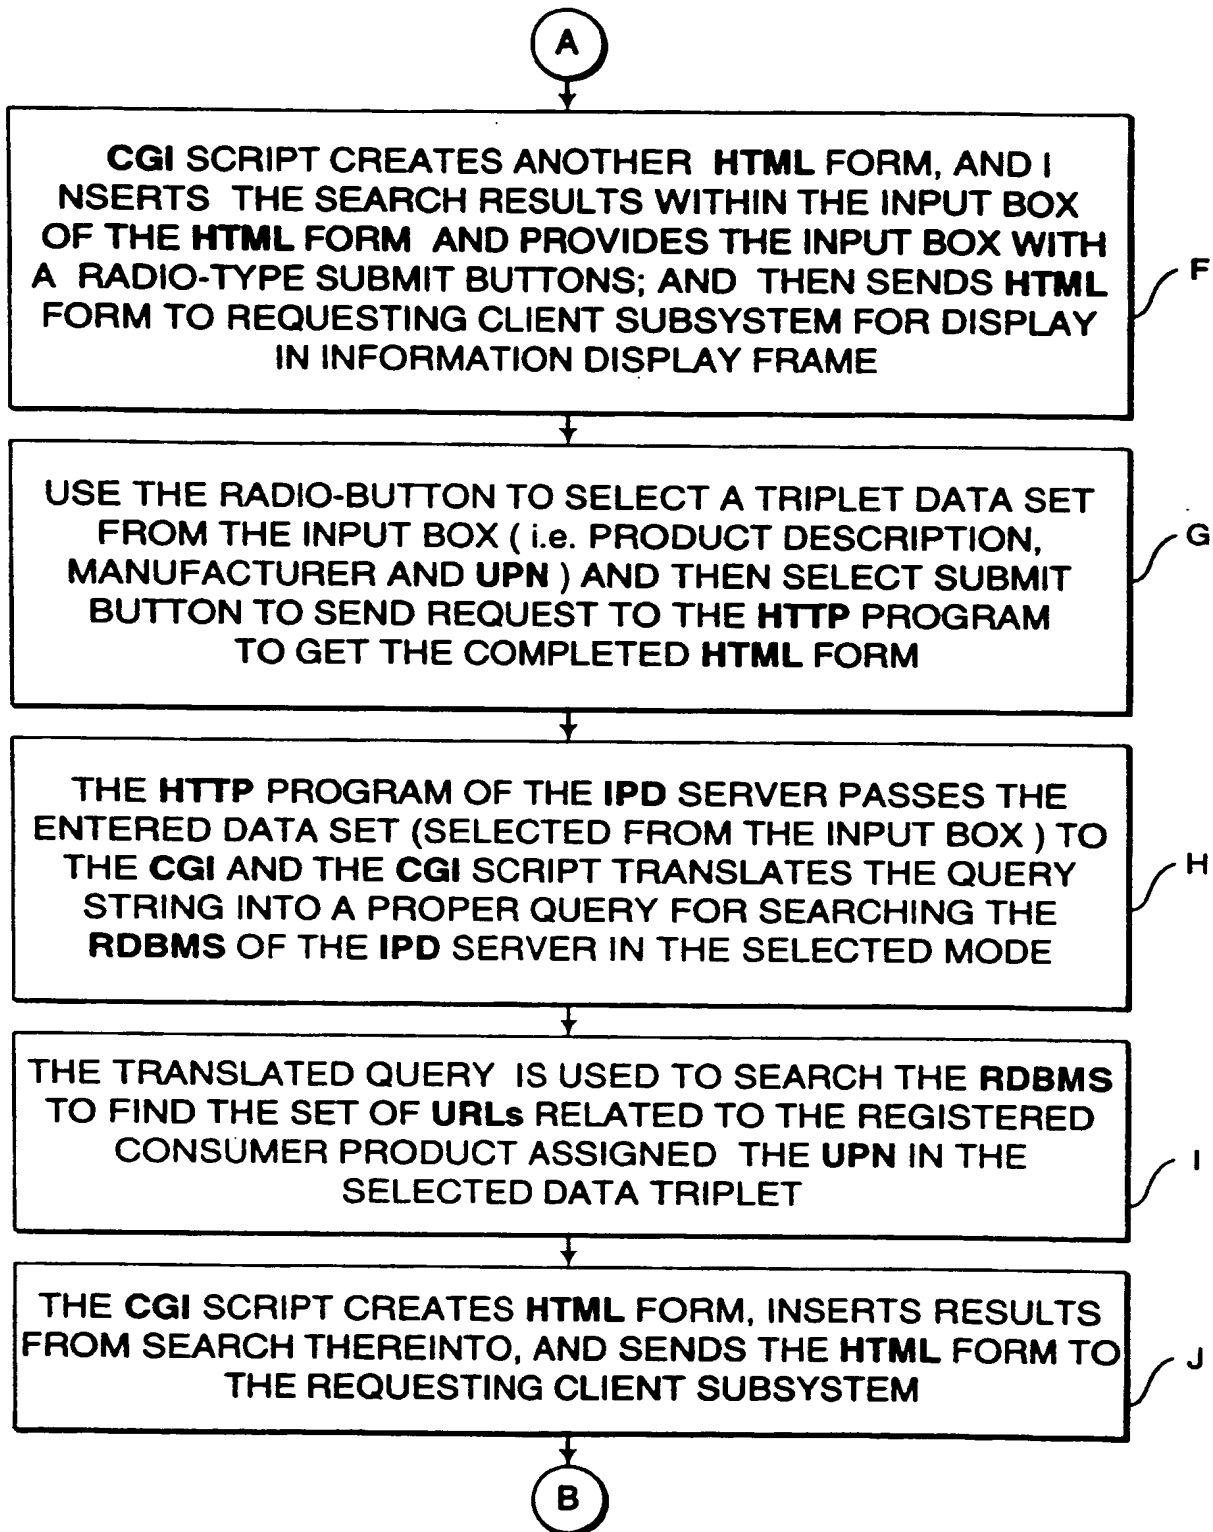 A
CGI SCRIPT CREATES ANOTHER HTML FORM, AND I
NSERTS THE SEARCH RESULTS WITHIN THE INPUT BOX
OF THE HTML FORM AND PROVIDES THE INPUT BOX WITH
A RADIO-TYPE SUBMIT BUTTONS; AND THEN SENDS HTML
FORM TO REQUESTING CLIENT SUBSYSTEM FOR DISPLAY
IN INFORMATION DISPLAY FRAME
F
USE THE RADIO-BUTTON TO SELECT A TRIPLET DATA SET
FROM THE INPUT BOX ( i.e. PRODUCT DESCRIPTION,
MANUFACTURER AND UPN ) AND THEN SELECT SUBMIT
BUTTON TO SEND REQUEST TO THE HTTP PROGRAM
TO GET THE COMPLETED HTML FORM
G
THE HTTP PROGRAM OF THE IPD SERVER PASSES THE
ENTERED DATA SET (SELECTED FROM THE INPUT BOX ) TO
THE CGI AND THE CGI SCRIPT TRANSLATES THE QUERY
STRING INTO A PROPER QUERY FOR SEARCHING THE
RDBMS OF THE IPD SERVER IN THE SELECTED MODE
H
THE TRANSLATED QUERY IS USED TO SEARCH THE RDBMS
TO FIND THE SET OF URLs RELATED TO THE REGISTERED
CONSUMER PRODUCT ASSIGNED THE UPN IN THE
SELECTED DATA TRIPLET
I
THE CGI SCRIPT CREATES HTML FORM, INSERTS RESULTS
FROM SEARCH THEREINTO, AND SENDS THE HTML FORM TO
THE REQUESTING CLIENT SUBSYSTEM
J
B